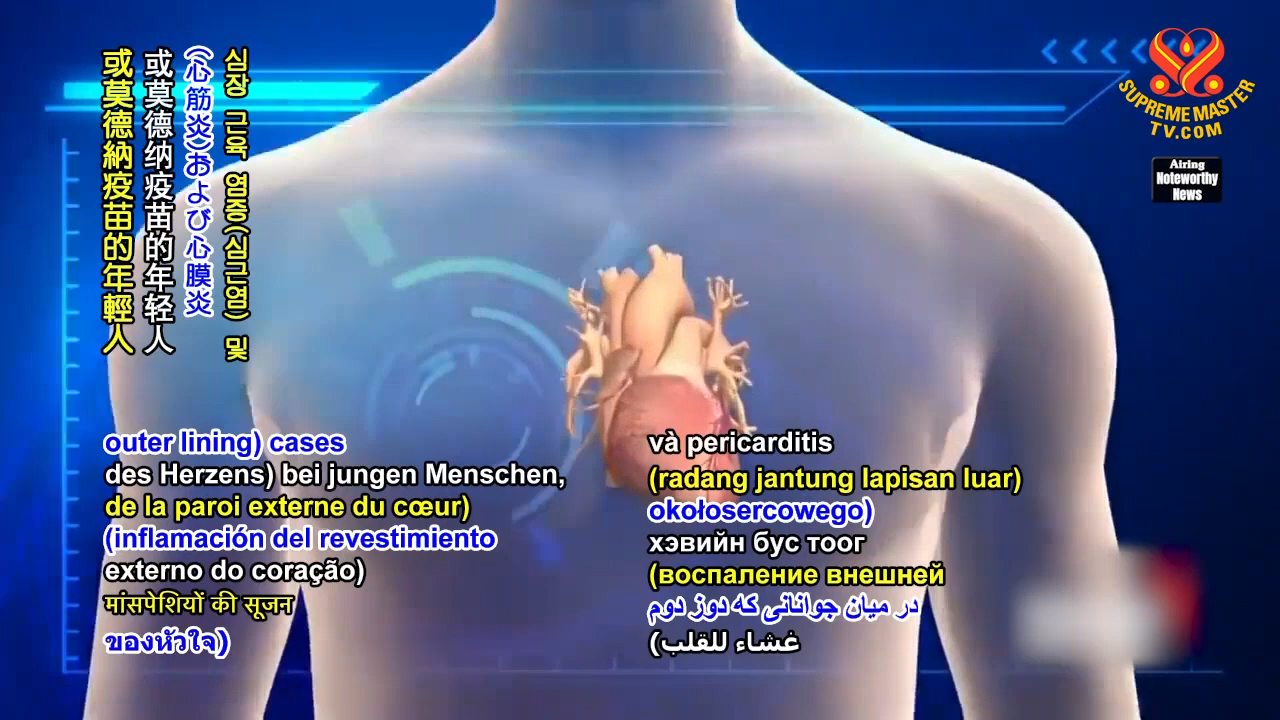 심장 근육 염증(심근염) 및
(心筋炎)および心膜炎
或莫德纳疫苗的年轻人
或莫德納疫苗的年輕人
SUPREME MASTER
TV.COM
Airing
Noteworthy
News
outer lining) cases
des Herzens) bei jungen Menschen,
de la paroi externe du cœur)
(inflamación del revestimiento
externo do coração)
मांसपेशियों की सूजन
ของหัวใจ)
và pericarditis
(radang jantung lapisan luar)
okołosercowego)
хэвийн бус тоог
(воспаление внешней
در میان جوانانی که دوز دوم
غشاء للقلب)